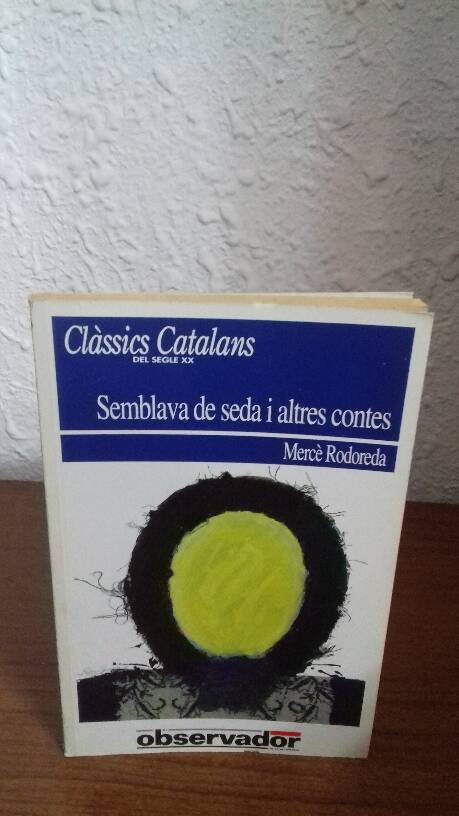 Clàssics Catalans
DEL SEGLE XX
Semblava de seda i altres contes
Mercè Rodoreda
observador